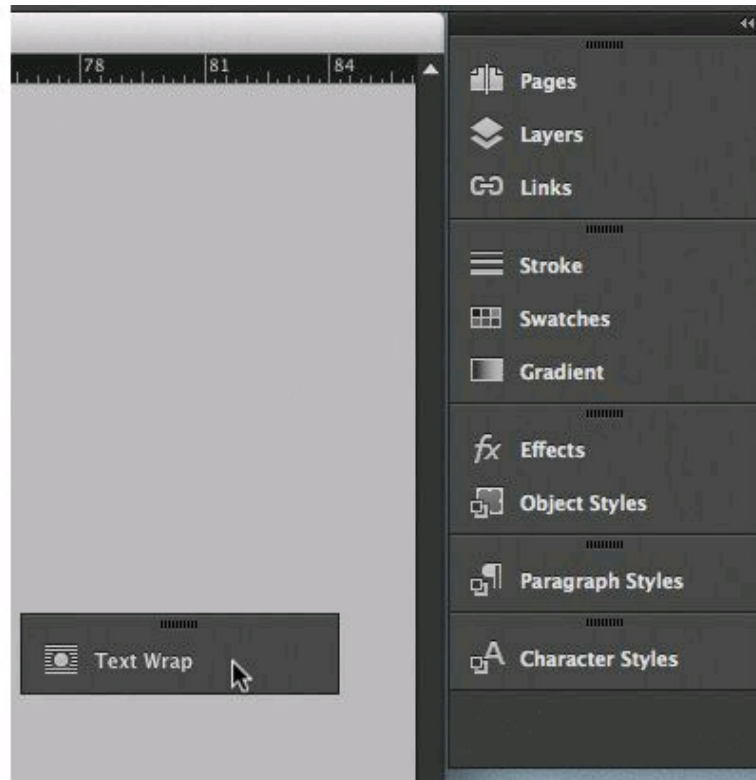 78 81 84
Pages
Layers
Links
Stroke
Swatches
Gradient
fx Effects
Object Styles
Paragraph Styles
Character Styles
Text Wrap